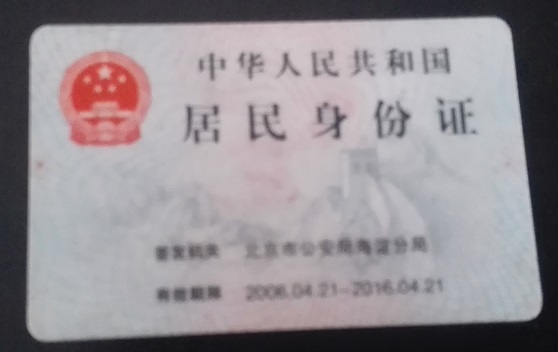 中华人民共和国
居民身份证
签发机关 北京市公安局海淀分局
有效期限 2006.04.21-2016.04.21